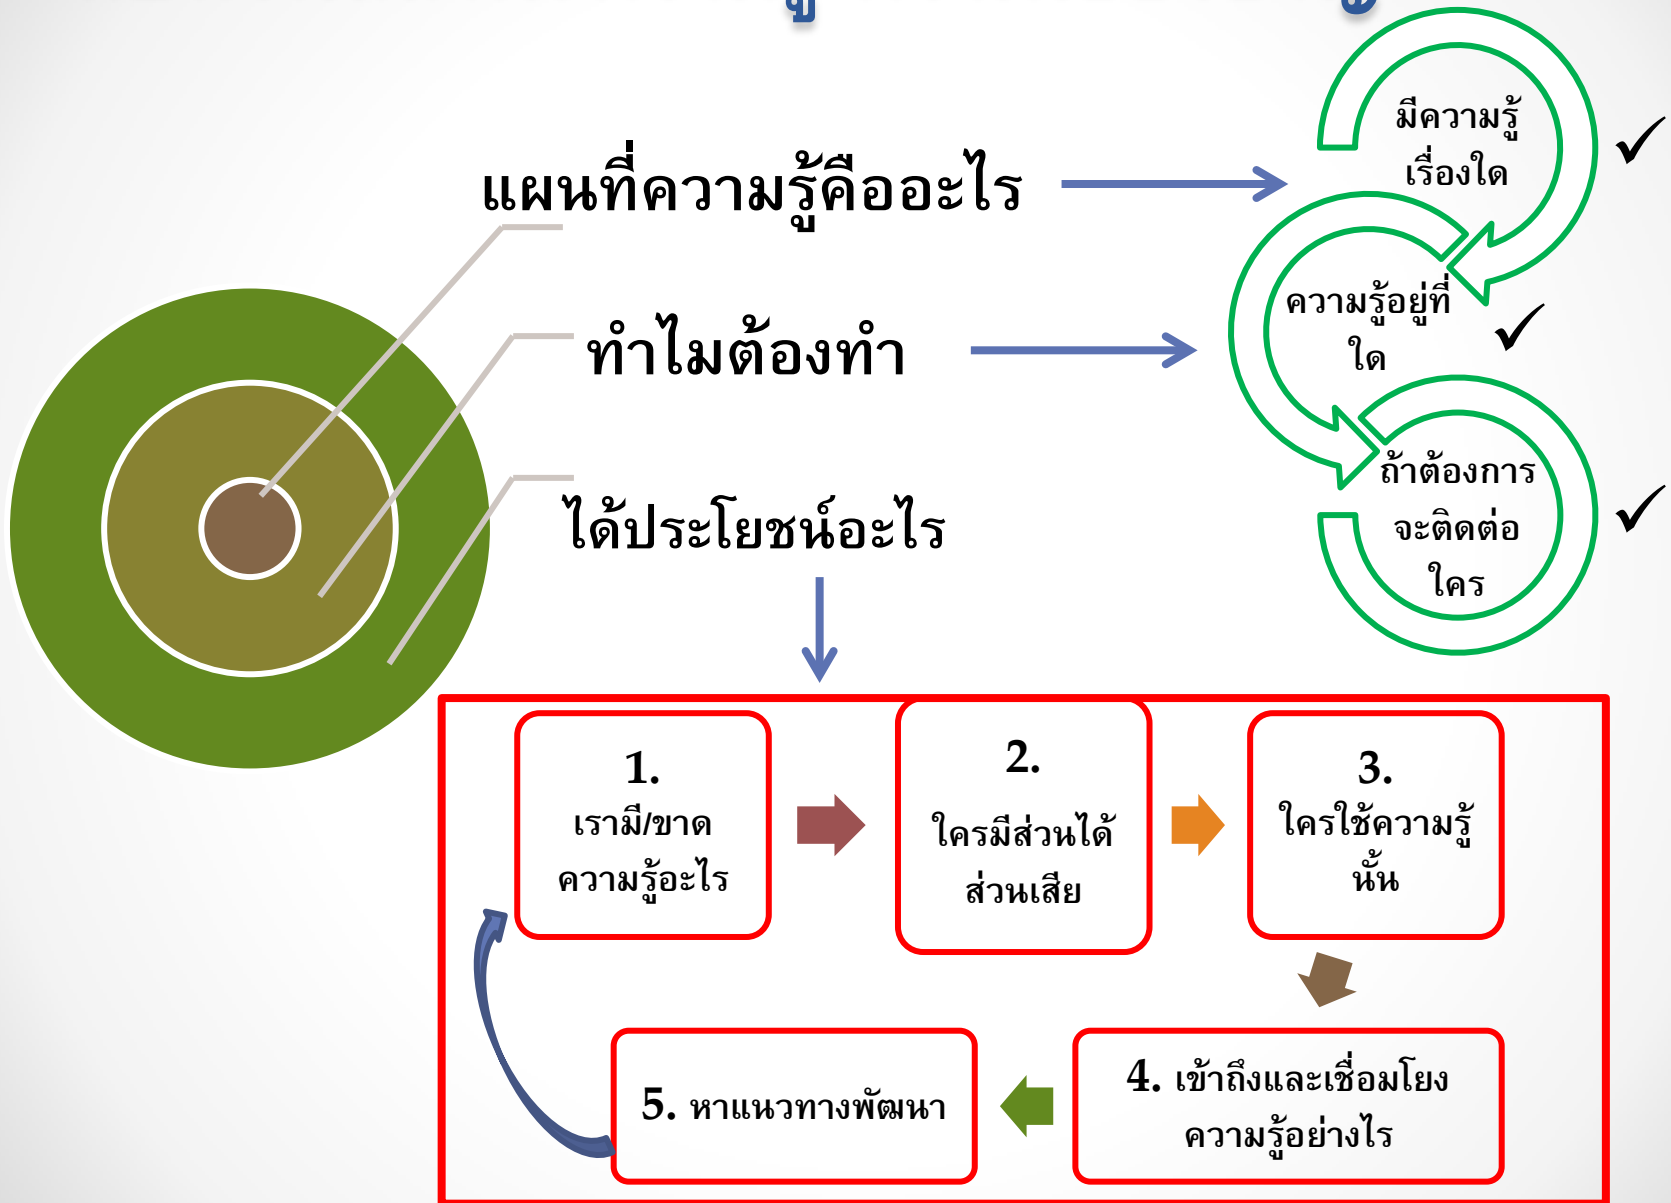 แผนที่ความรู้คืออะไร
ทำไมต้องทำ
ได้ประโยชน์อะไร
มีความรู้
เรื่องใด
ความรู้อยู่ที่
ใด
ถ้าต้องการ
จะติดต่อ
ใคร
1.
เรามี/ขาด
ความรู้อะไร
2.
ใครมีส่วนได้
ส่วนเสีย
3.
ใครใช้ความรู้
นั้น
4. เข้าถึงและเชื่อมโยง
ความรู้อย่างไร
5. หาแนวทางพัฒนา